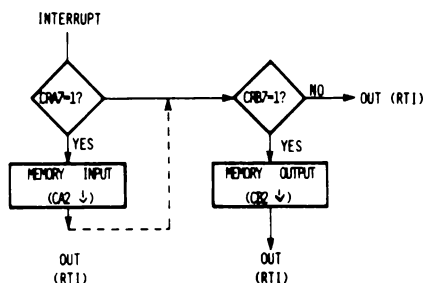 INTERRUPT
CRA7=1?
CRB7=1?
NO
OUT (RTI)
YES
YES
MEMORY INPUT
(CA2 ↓)
MEMORY OUTPUT
(CB2 ↓)
OUT
(RTI)
OUT
(RTI)